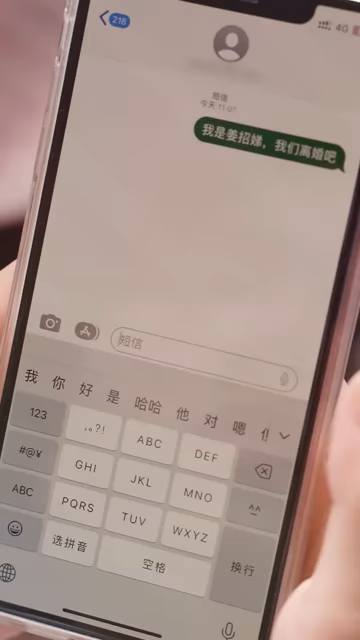 218
4G
短信
今天 11:07
我是姜招娣，我们离婚吧
短信
我 你 好 是 哈哈 他 对 嗯
123 ,。?! ABC DEF
#@¥ GHI JKL MNO ^^
ABC PQRS TUV WXYZ
选拼音 空格 换行